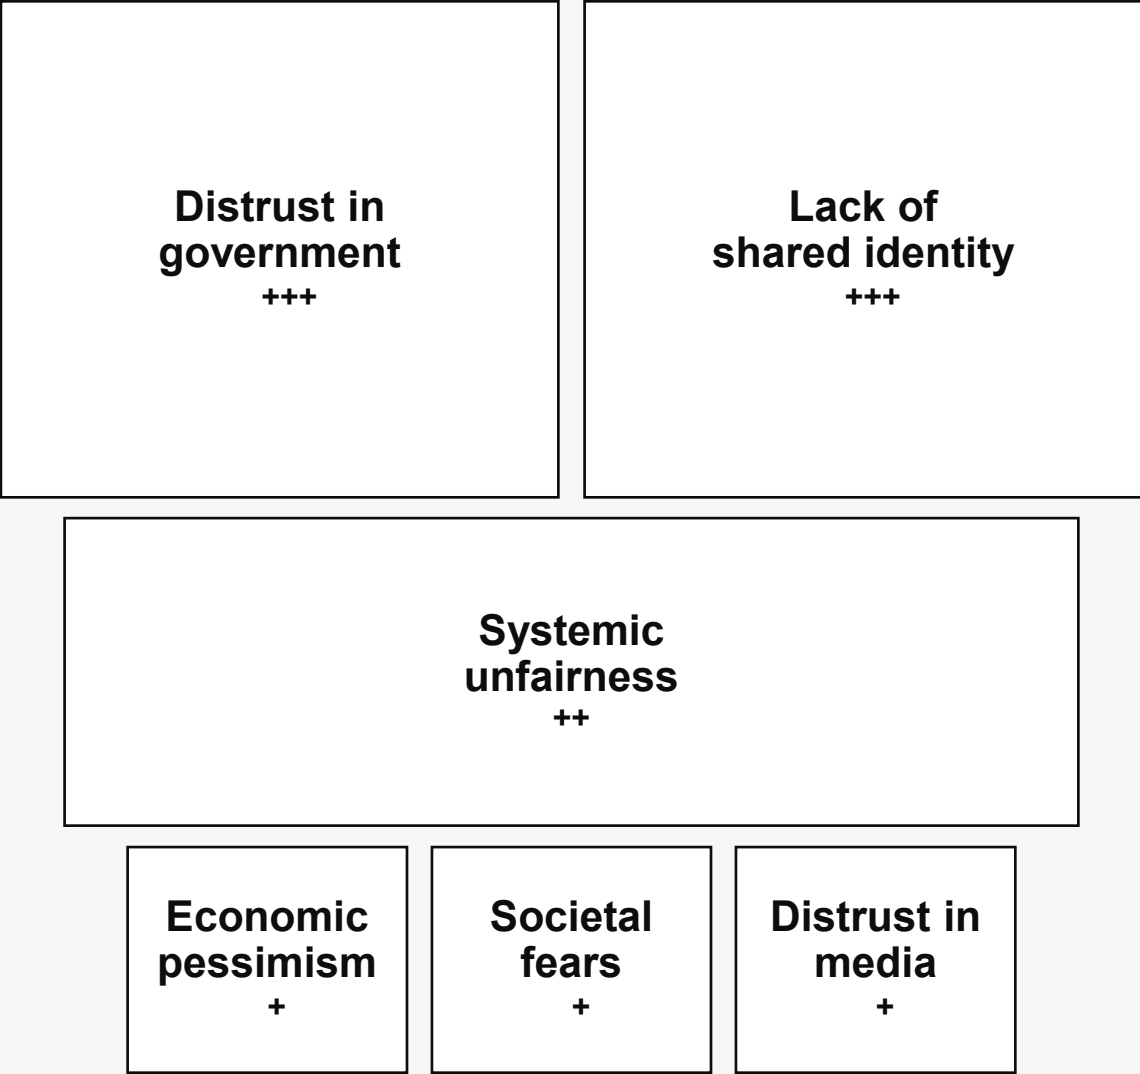 Distrust in
government
+++
Lack of
shared identity
+++
Systemic
unfairness
++
Economic
pessimism
+
Societal
fears
+
Distrust in
media
+